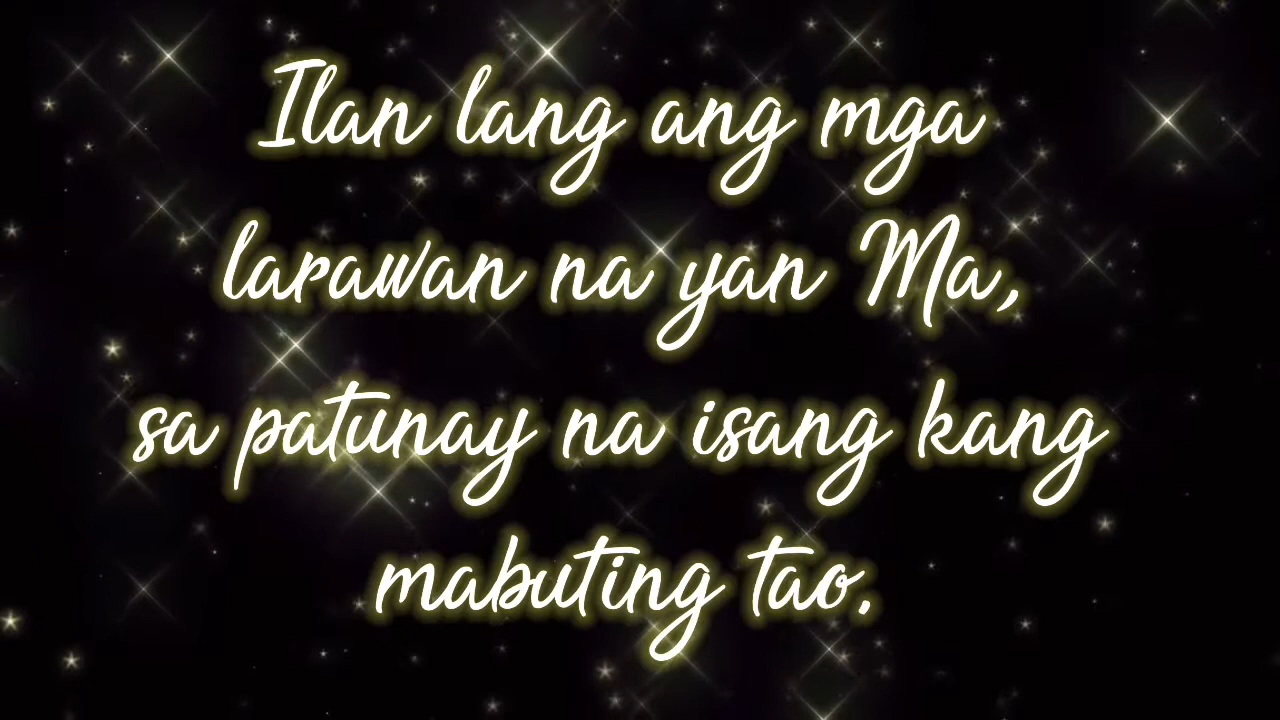 Ilan lang ang mga
larawan na yan Ma,
sa patunay na isang kang
mabuting tao.